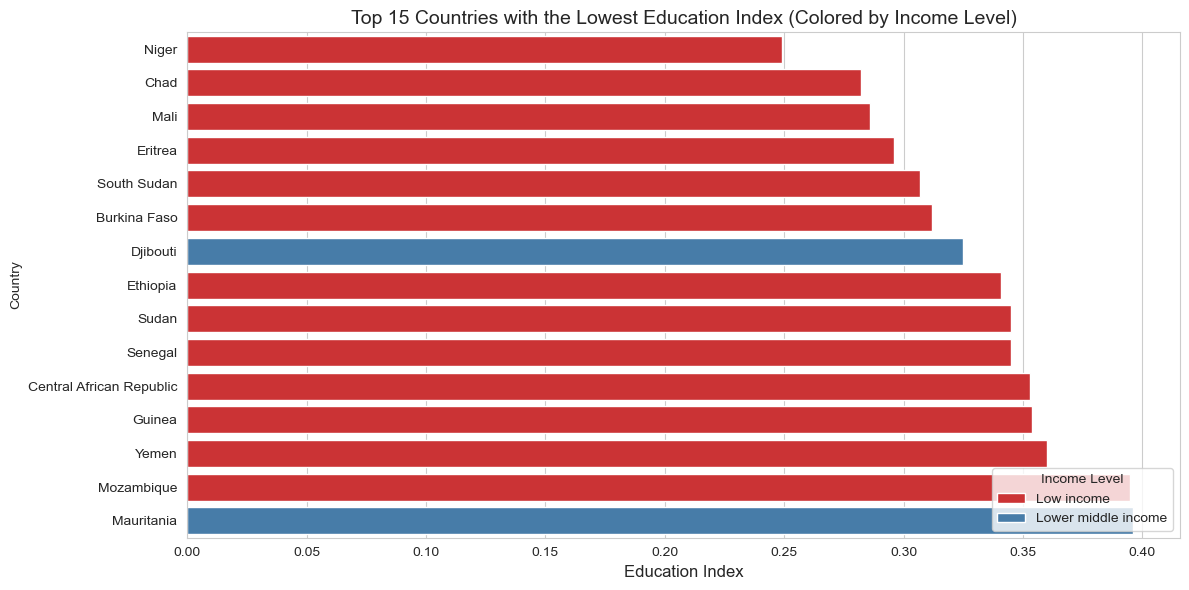 Top 15 Countries with the Lowest Education Index (Colored by Income Level)
Country
Niger
Chad
Mali
Eritrea
South Sudan
Burkina Faso
Djibouti
Ethiopia
Sudan
Senegal
Central African Republic
Guinea
Yemen
Mozambique
Mauritania
Income Level
Low income
Lower middle income
0.00 0.05 0.10 0.15 0.20 0.25 0.30 0.35 0.40
Education Index